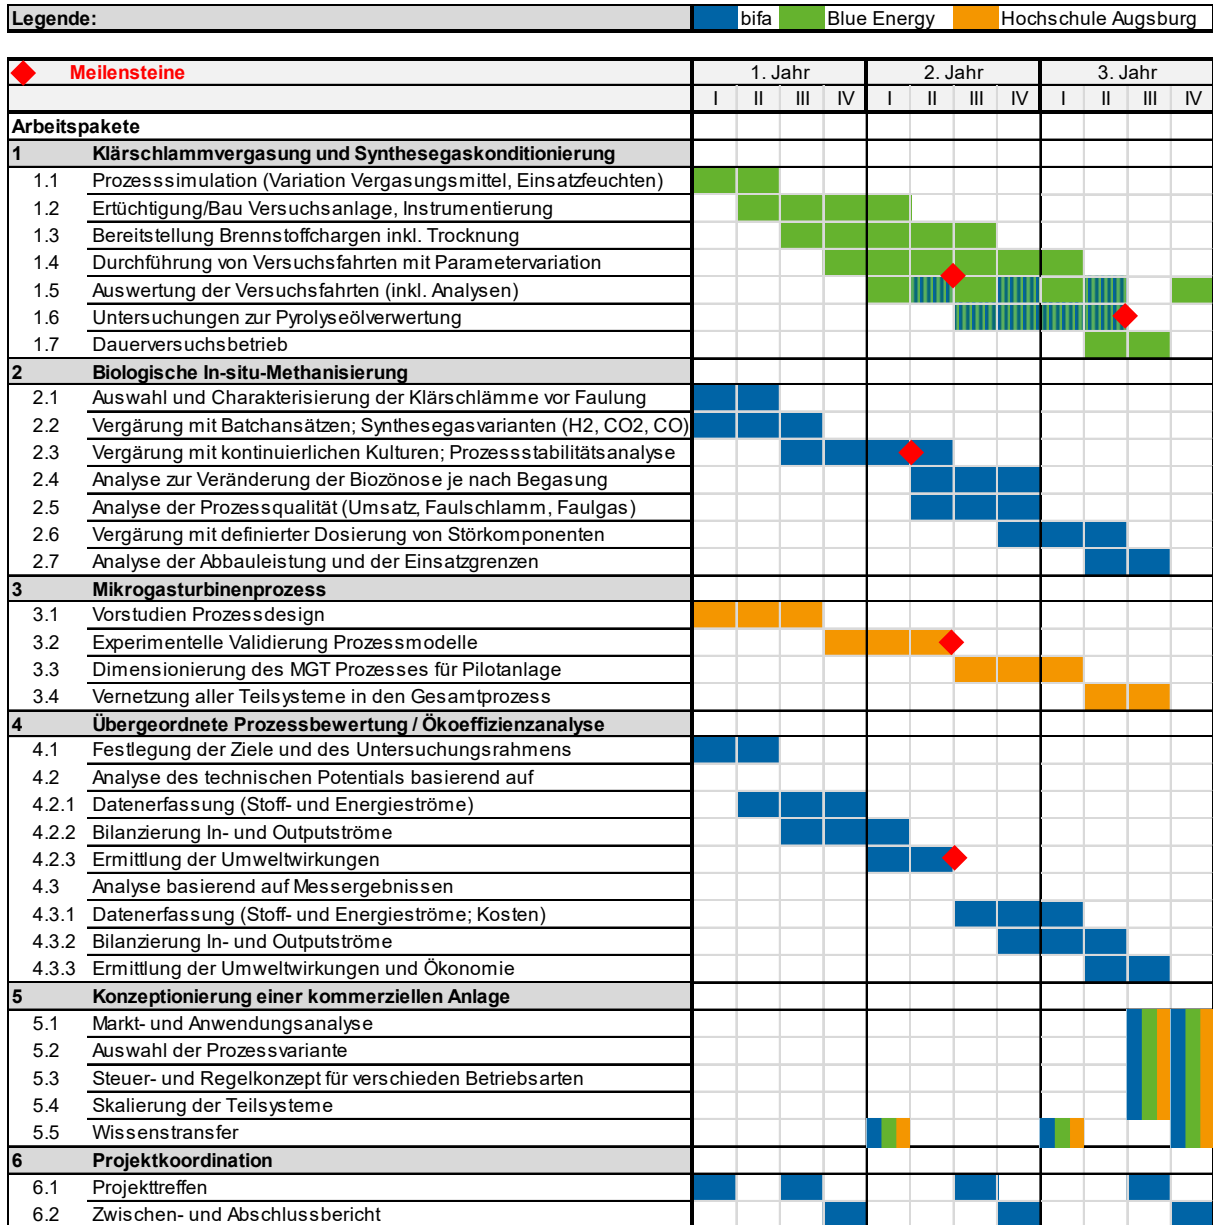 Legende: bifa Blue Energy Hochschule Augsburg
Meilensteine 1. Jahr 2. Jahr 3. Jahr
I II III IV I II III IV I II III IV
Arbeitspakete
1 Klärschlammvergasung und Synthesegaskonditionierung
1.1 Prozesssimulation (Variation Vergasungsmittel, Einsatzfeuchten)
1.2 Ertüchtigung/Bau Versuchsanlage, Instrumentierung
1.3 Bereitstellung Brennstoffchargen inkl. Trocknung
1.4 Durchführung von Versuchsfahrten mit Parametervariation
1.5 Auswertung der Versuchsfahrten (inkl. Analysen)
1.6 Untersuchungen zur Pyrolyseölverwertung
1.7 Dauerversuchsbetrieb
2 Biologische In-situ-Methanisierung
2.1 Auswahl und Charakterisierung der Klärschlämme vor Faulung
2.2 Vergärung mit Batchansätzen; Synthesegasvarianten (H2, CO2, CO)
2.3 Vergärung mit kontinuierlichen Kulturen; Prozessstabilitätsanalyse
2.4 Analyse zur Veränderung der Biozönose je nach Begasung
2.5 Analyse der Prozessqualität (Umsatz, Faulschlamm, Faulgas)
2.6 Vergärung mit definierter Dosierung von Störkomponenten
2.7 Analyse der Abbauleistung und der Einsatzgrenzen
3 Mikrogasturbinenprozess
3.1 Vorstudien Prozessdesign
3.2 Experimentelle Validierung Prozessmodelle
3.3 Dimensionierung des MGT Prozesses für Pilotanlage
3.4 Vernetzung aller Teilsysteme in den Gesamtprozess
4 Übergeordnete Prozessbewertung / Ökoeffizienzanalyse
4.1 Festlegung der Ziele und des Untersuchungsrahmens
4.2 Analyse des technischen Potentials basierend auf
4.2.1 Datenerfassung (Stoff- und Energieströme)
4.2.2 Bilanzierung In- und Outputströme
4.2.3 Ermittlung der Umweltwirkungen
4.3 Analyse basierend auf Messergebnissen
4.3.1 Datenerfassung (Stoff- und Energieströme; Kosten)
4.3.2 Bilanzierung In- und Outputströme
4.3.3 Ermittlung der Umweltwirkungen und Ökonomie
5 Konzeptionierung einer kommerziellen Anlage
5.1 Markt- und Anwendungsanalyse
5.2 Auswahl der Prozessvariante
5.3 Steuer- und Regelkonzept für verschieden Betriebsarten
5.4 Skalierung der Teilsysteme
5.5 Wissenstransfer
6 Projektkoordination
6.1 Projekttreffen
6.2 Zwischen- und Abschlussbericht